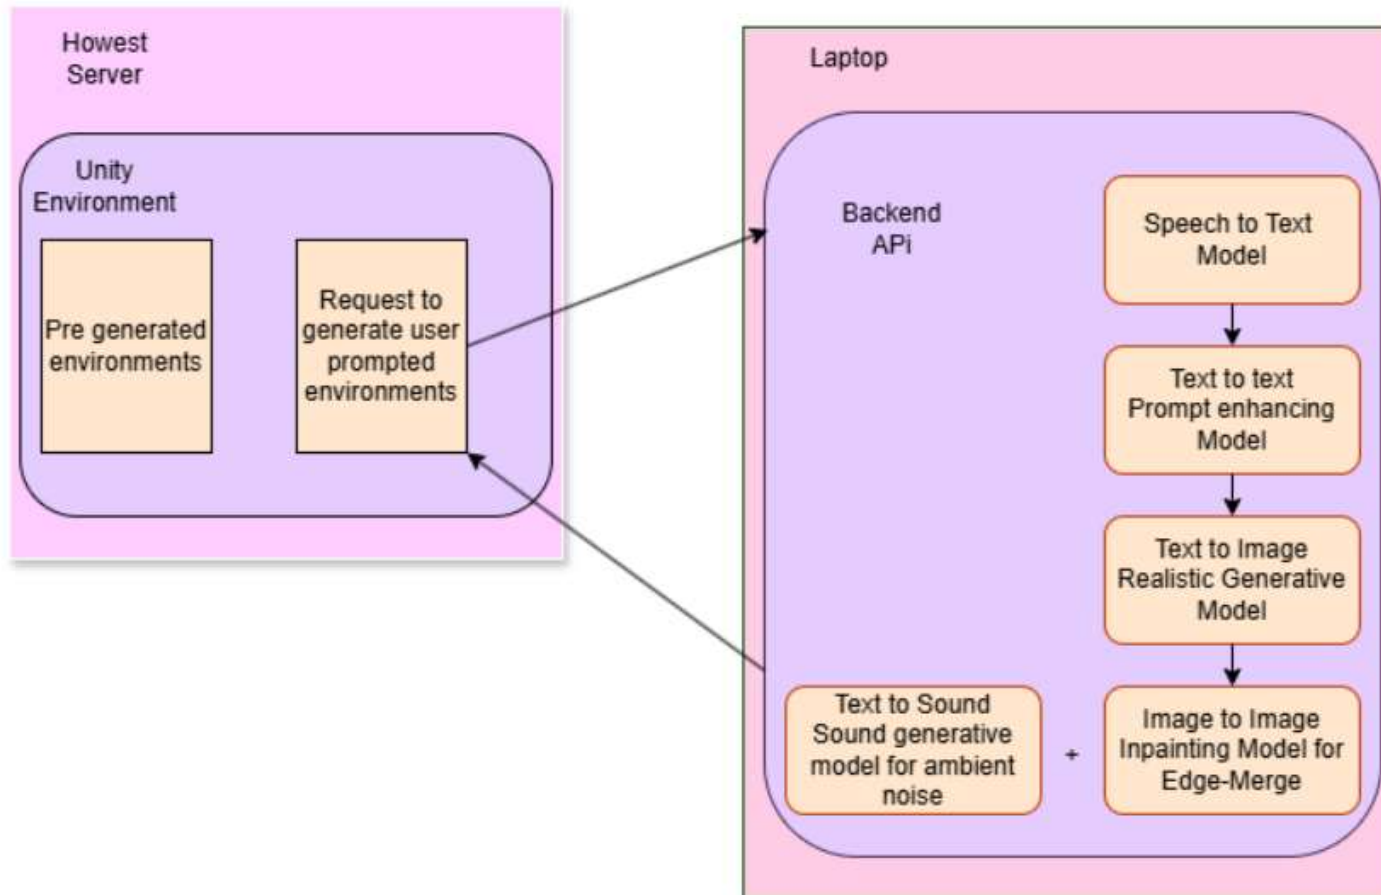 Howest
Server
Unity
Environment
Pre generated
environments
Request to
generate user
prompted
environments
Laptop
Backend
APi
Speech to Text
Model
Text to text
Prompt enhancing
Model
Text to Image
Realistic Generative
Model
Text to Sound
Sound generative
model for ambient
noise
+
Image to Image
Inpainting Model for
Edge-Merge